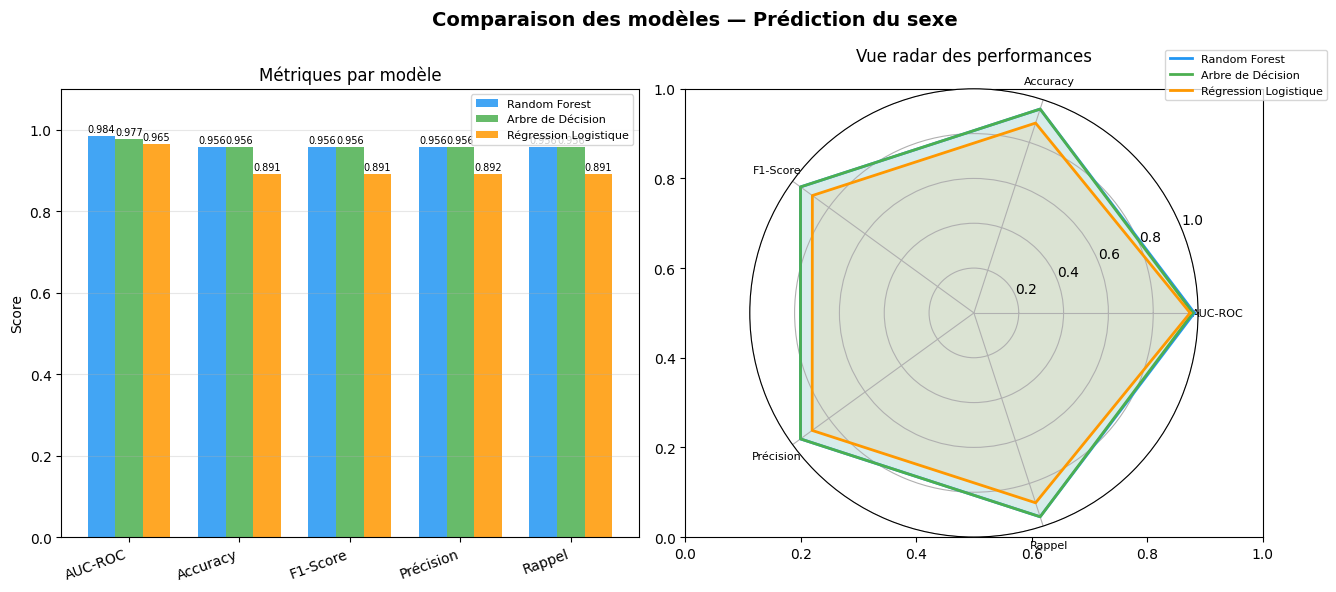 Comparaison des modèles — Prédiction du sexe
Métriques par modèle
Random Forest
Arbre de Décision
Régression Logistique
Score
1.0
0.8
0.6
0.4
0.2
0.0
0.984
0.977
0.965
0.956
0.956
0.891
0.956
0.956
0.891
0.956
0.956
0.892
0.891
AUC-ROC
Accuracy
F1-Score
Précision
Rappel
Vue radar des performances
Random Forest
Arbre de Décision
Régression Logistique
Accuracy
F1-Score
AUC-ROC
Précision
Rappel
1.0
0.8
0.6
0.4
0.2
1.0
0.8
0.6
0.4
0.2
0.0
0.0
0.2
0.4
0.6
0.8
1.0